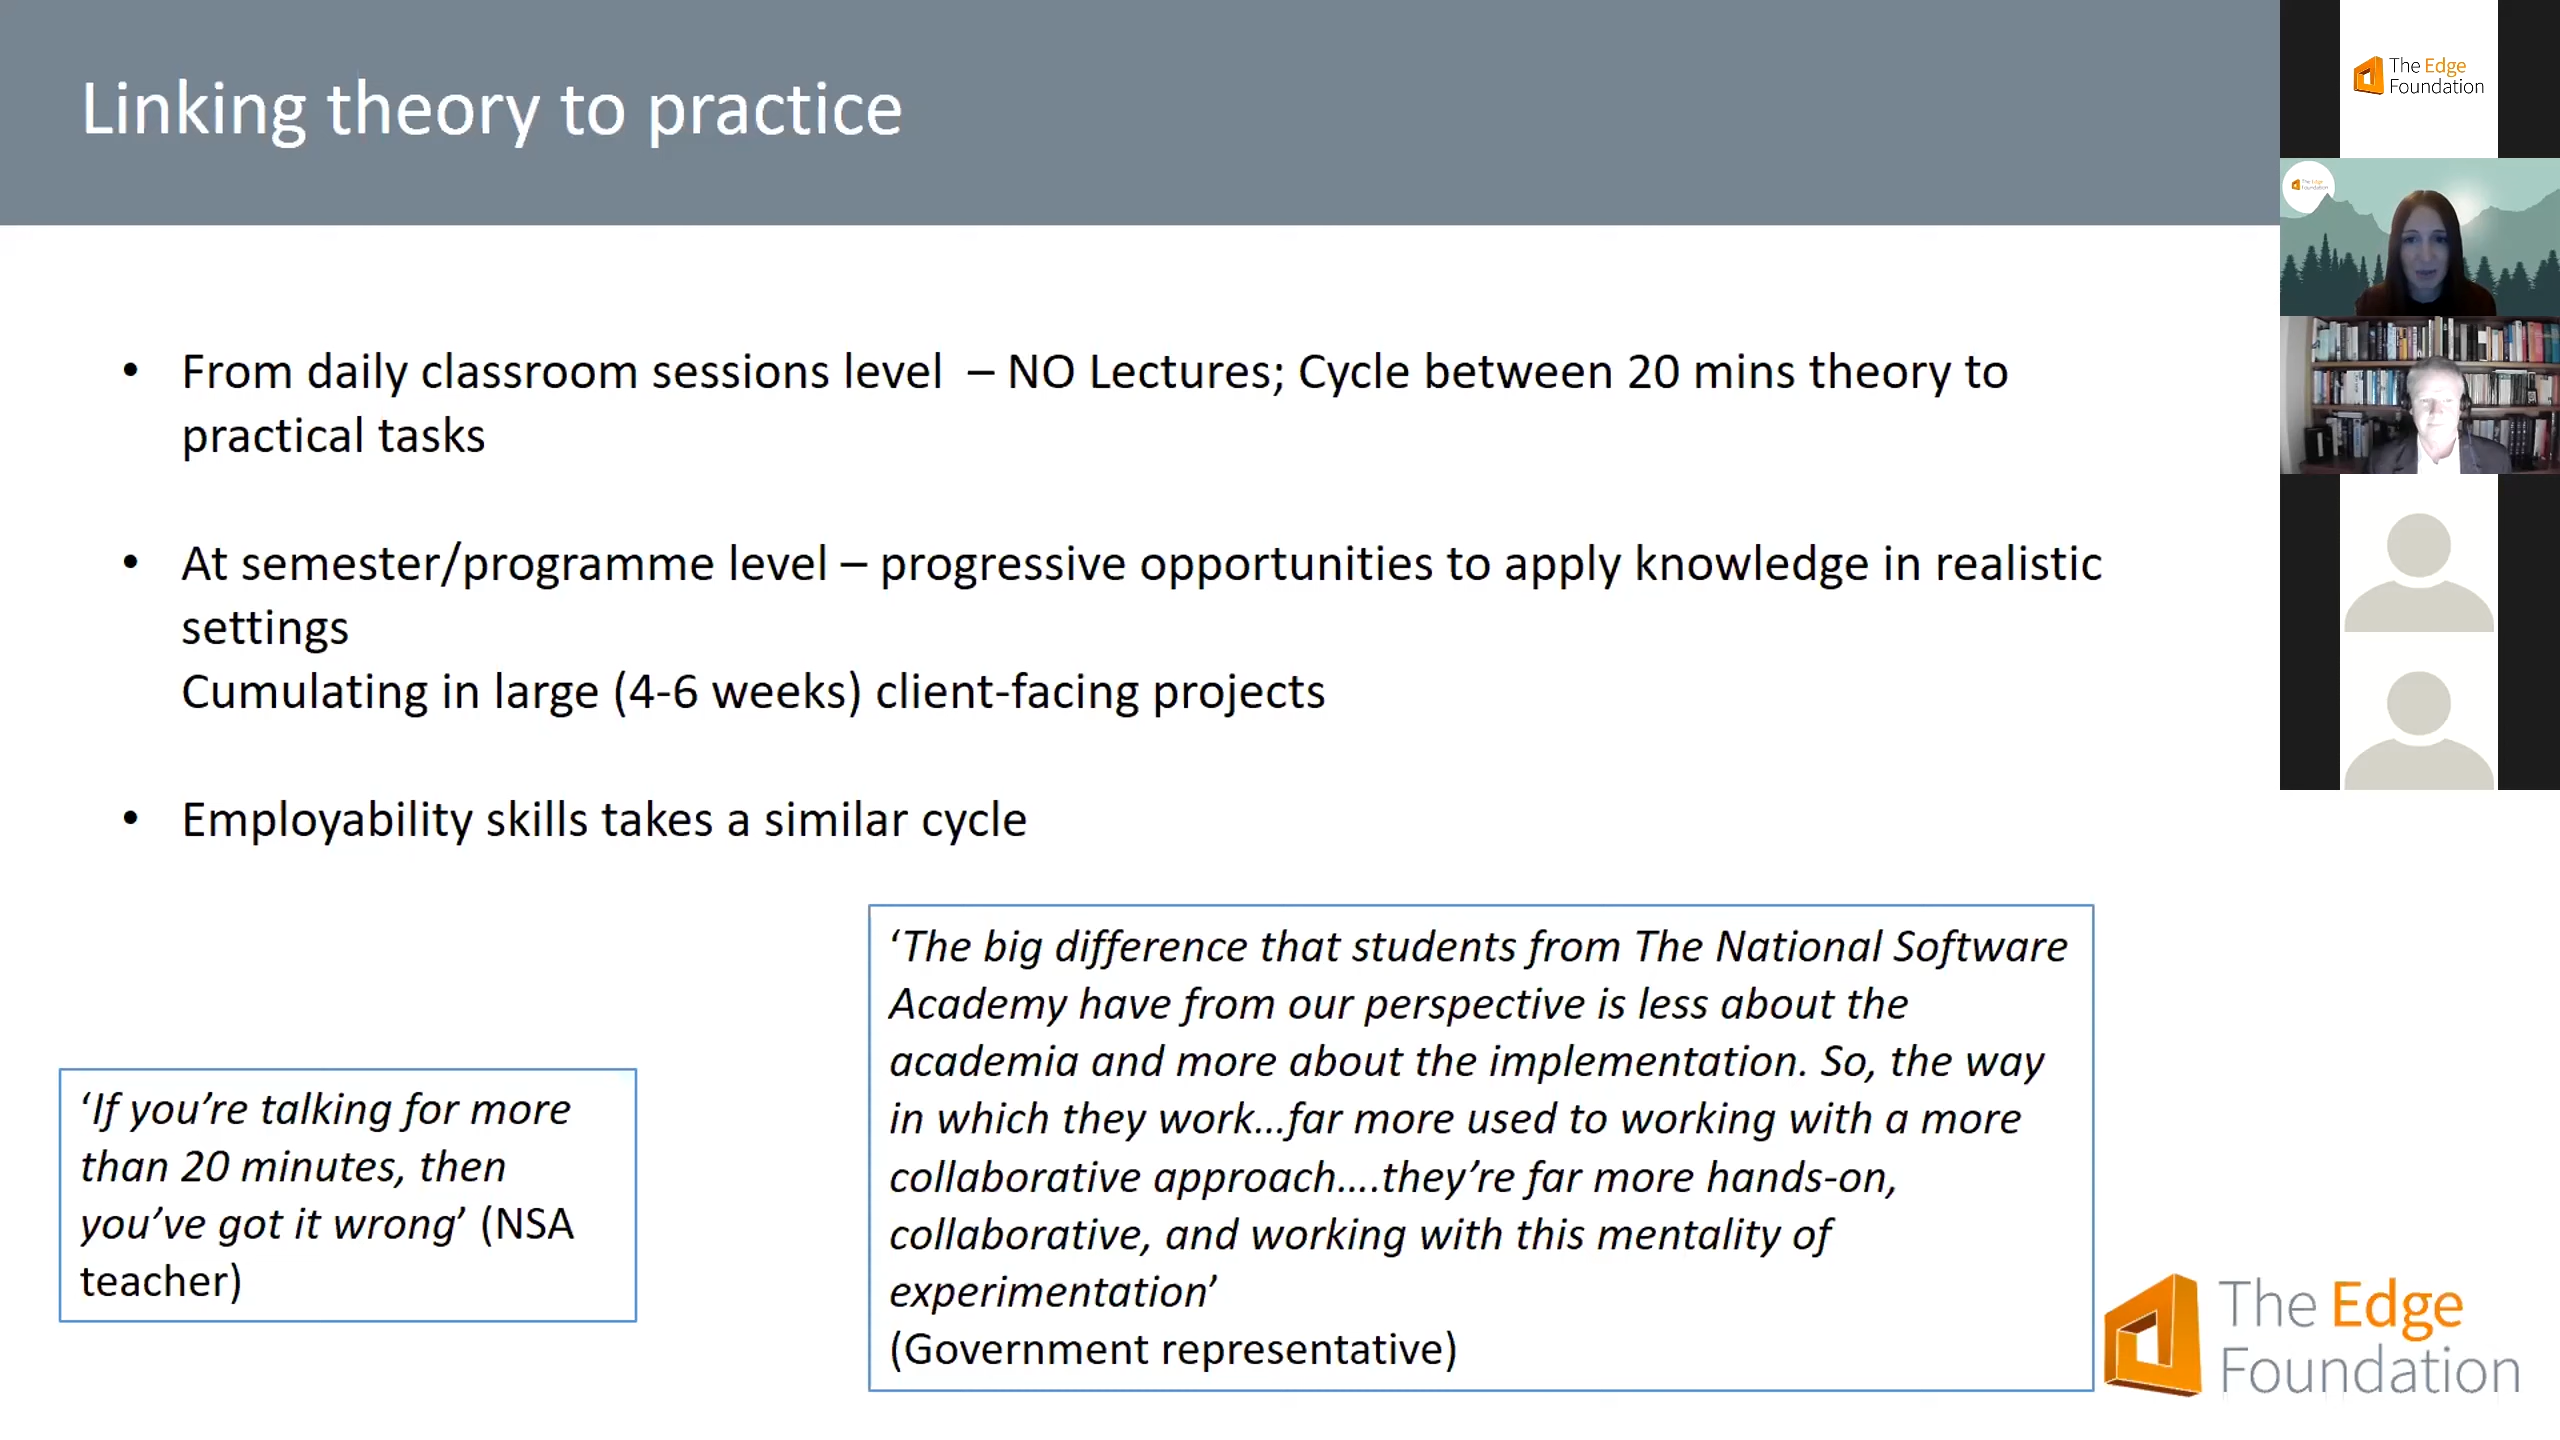 Linking theory to practice
• From daily classroom sessions level – NO Lectures; Cycle between 20 mins theory to
practical tasks
• At semester/programme level – progressive opportunities to apply knowledge in realistic
settings
Cumulating in large (4-6 weeks) client-facing projects
• Employability skills takes a similar cycle
‘If you’re talking for more
than 20 minutes, then
you’ve got it wrong’ (NSA
teacher)
‘The big difference that students from The National Software
Academy have from our perspective is less about the
academia and more about the implementation. So, the way
in which they work...far more used to working with a more
collaborative approach....they’re far more hands-on,
collaborative, and working with this mentality of
experimentation’
(Government representative)
The Edge
Foundation
The Edge
Foundation
The Edge
Foundation